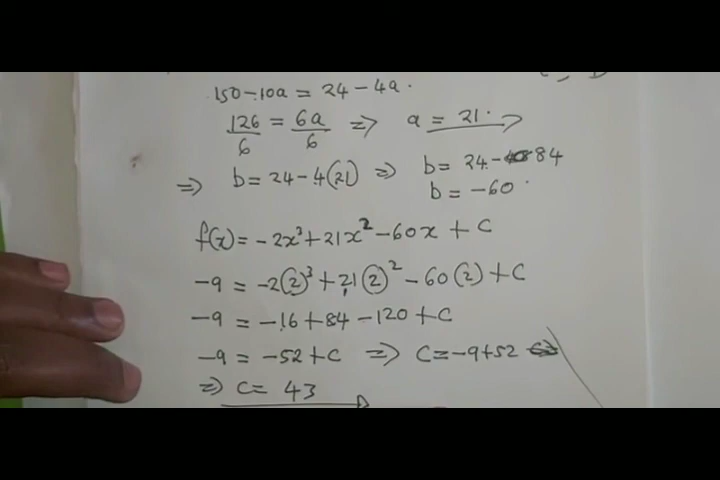 150-10a = 24-4a.
126/6 = 6a/6 => a = 21.
=> b = 24-4(21) => b = 24-84
b = -60
f(x) = -2x³+21x²-60x+C
-9 = -2(2)³+21(2)²-60(2)+C
-9 = -16+84-120+C
-9 = -52+C => C=-9+52
=> C= 43